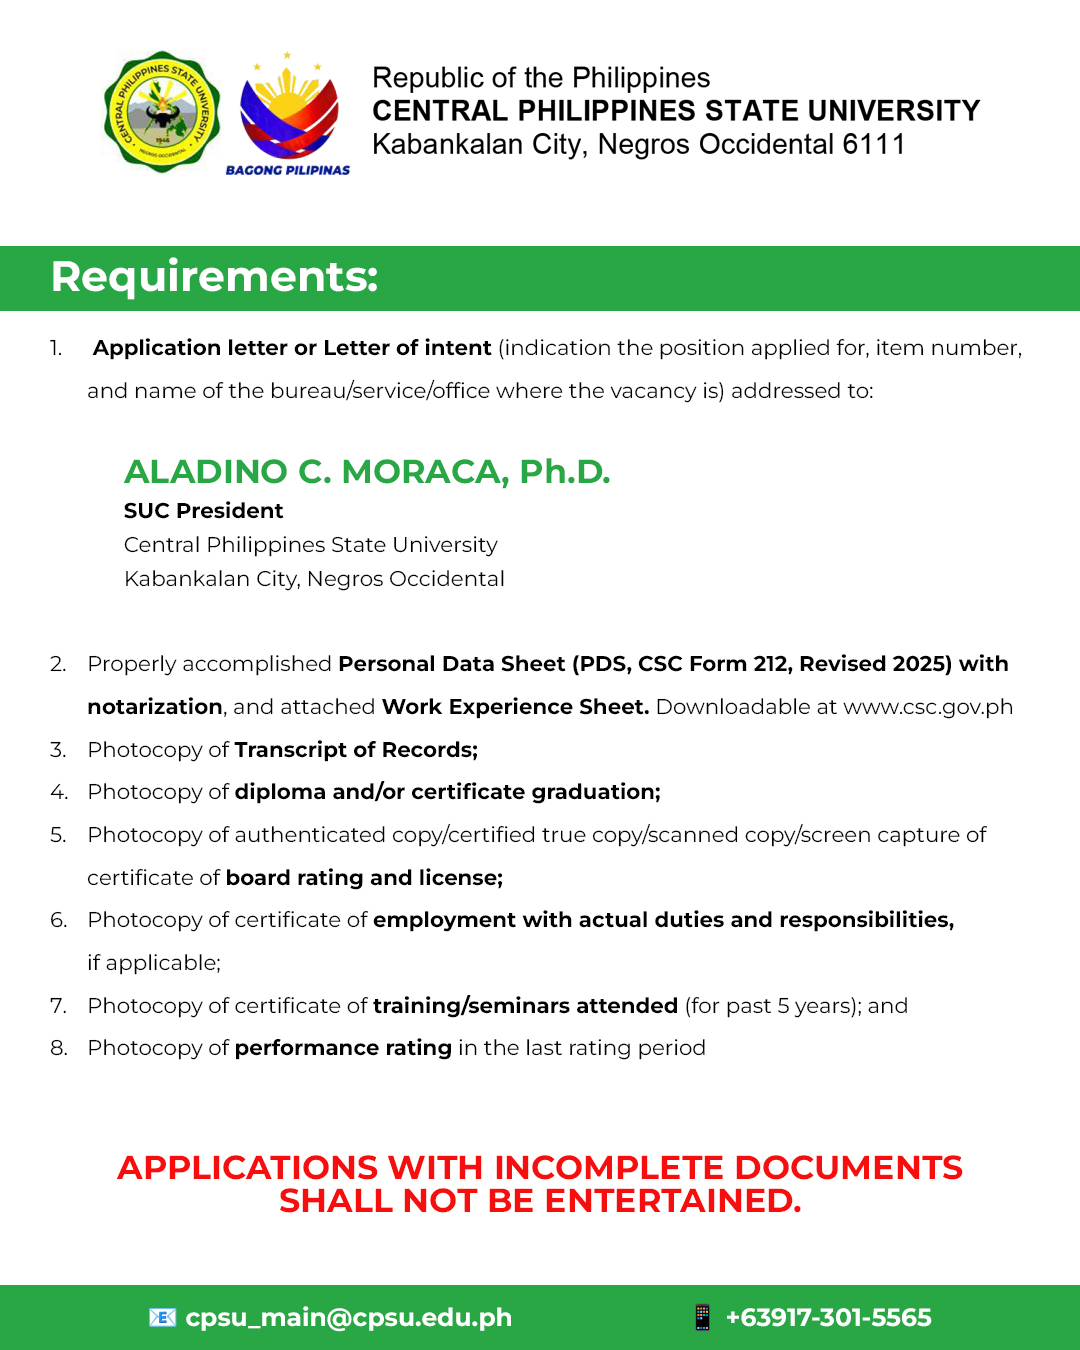 CENTRAL PHILIPPINES STATE UNIVERSITY
1946
NEGROS OCCIDENTAL
BAGONG PILIPINAS
Republic of the Philippines
CENTRAL PHILIPPINES STATE UNIVERSITY
Kabankalan City, Negros Occidental 6111
Requirements:
1. Application letter or Letter of intent (indication the position applied for, item number,
and name of the bureau/service/office where the vacancy is) addressed to:
ALADINO C. MORACA, Ph.D.
SUC President
Central Philippines State University
Kabankalan City, Negros Occidental
2. Properly accomplished Personal Data Sheet (PDS, CSC Form 212, Revised 2025) with
notarization, and attached Work Experience Sheet. Downloadable at www.csc.gov.ph
3. Photocopy of Transcript of Records;
4. Photocopy of diploma and/or certificate graduation;
5. Photocopy of authenticated copy/certified true copy/scanned copy/screen capture of
certificate of board rating and license;
6. Photocopy of certificate of employment with actual duties and responsibilities,
if applicable;
7. Photocopy of certificate of training/seminars attended (for past 5 years); and
8. Photocopy of performance rating in the last rating period
APPLICATIONS WITH INCOMPLETE DOCUMENTS
SHALL NOT BE ENTERTAINED.
cpsu_main@cpsu.edu.ph
+63917-301-5565